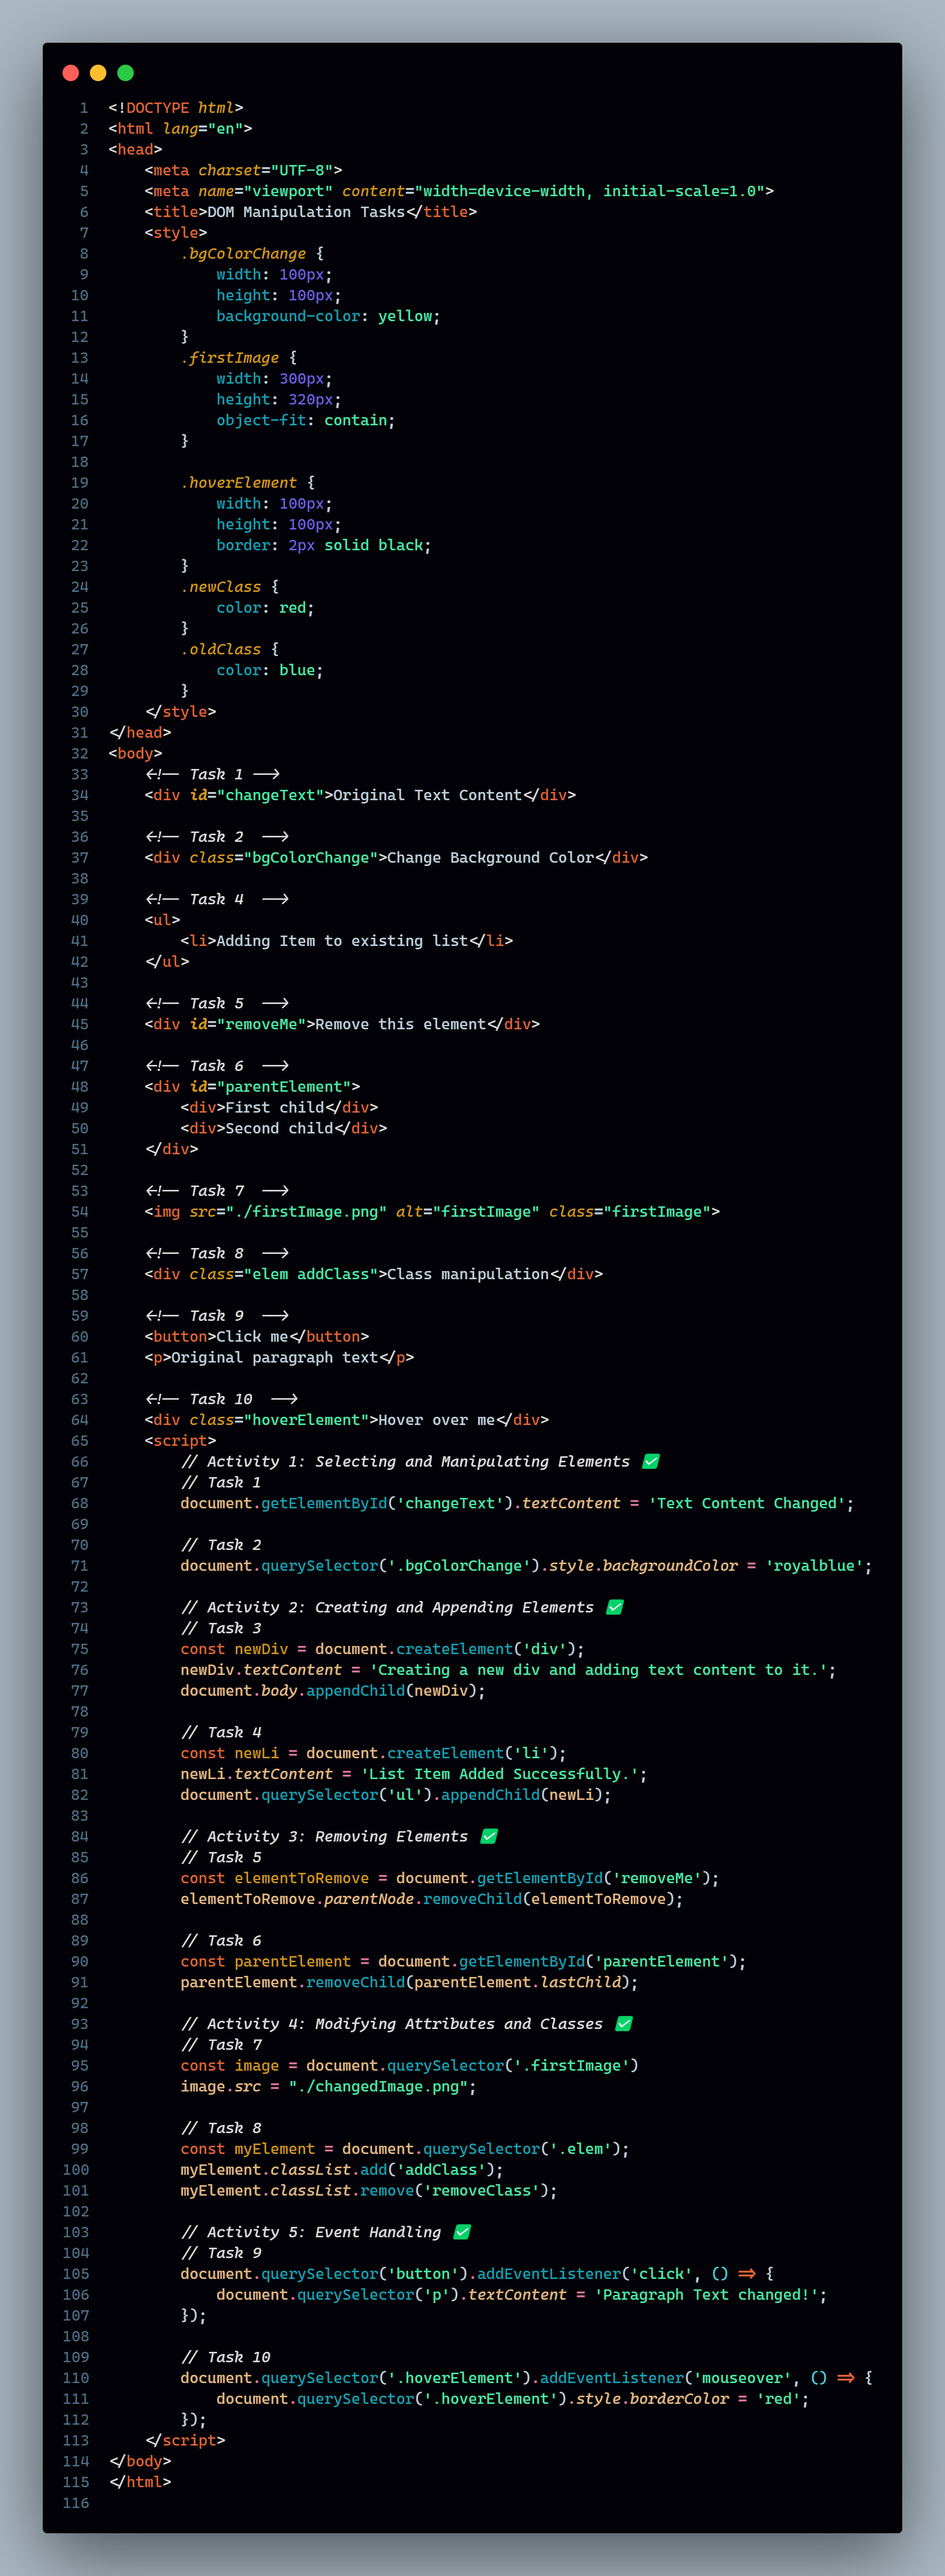 1 <!DOCTYPE html>
2 <html lang="en">
3 <head>
4     <meta charset="UTF-8">
5     <meta name="viewport" content="width=device-width, initial-scale=1.0">
6     <title>DOM Manipulation Tasks</title>
7     <style>
8         .bgColorChange {
9             width: 100px;
10             height: 100px;
11             background-color: yellow;
12         }
13         .firstImage {
14             width: 300px;
15             height: 320px;
16             object-fit: contain;
17         }
18
19         .hoverElement {
20             width: 100px;
21             height: 100px;
22             border: 2px solid black;
23         }
24         .newClass {
25             color: red;
26         }
27         .oldClass {
28             color: blue;
29         }
30     </style>
31 </head>
32 <body>
33     <!-- Task 1 -->
34     <div id="changeText">Original Text Content</div>
35
36     <!-- Task 2  -->
37     <div class="bgColorChange">Change Background Color</div>
38
39     <!-- Task 4  -->
40     <ul>
41         <li>Adding Item to existing list</li>
42     </ul>
43
44     <!-- Task 5  -->
45     <div id="removeMe">Remove this element</div>
46
47     <!-- Task 6  -->
48     <div id="parentElement">
49         <div>First child</div>
50         <div>Second child</div>
51     </div>
52
53     <!-- Task 7  -->
54     <img src="./firstImage.png" alt="firstImage" class="firstImage">
55
56     <!-- Task 8  -->
57     <div class="elem addClass">Class manipulation</div>
58
59     <!-- Task 9  -->
60     <button>Click me</button>
61     <p>Original paragraph text</p>
62
63     <!-- Task 10  -->
64     <div class="hoverElement">Hover over me</div>
65     <script>
66         // Activity 1: Selecting and Manipulating Elements ✅
67         // Task 1
68         document.getElementById('changeText').textContent = 'Text Content Changed';
69
70         // Task 2
71         document.querySelector('.bgColorChange').style.backgroundColor = 'royalblue';
72
73         // Activity 2: Creating and Appending Elements ✅
74         // Task 3
75         const newDiv = document.createElement('div');
76         newDiv.textContent = 'Creating a new div and adding text content to it.';
77         document.body.appendChild(newDiv);
78
79         // Task 4
80         const newLi = document.createElement('li');
81         newLi.textContent = 'List Item Added Successfully.';
82         document.querySelector('ul').appendChild(newLi);
83
84         // Activity 3: Removing Elements ✅
85         // Task 5
86         const elementToRemove = document.getElementById('removeMe');
87         elementToRemove.parentNode.removeChild(elementToRemove);
88
89         // Task 6
90         const parentElement = document.getElementById('parentElement');
91         parentElement.removeChild(parentElement.lastChild);
92
93         // Activity 4: Modifying Attributes and Classes ✅
94         // Task 7
95         const image = document.querySelector('.firstImage')
96         image.src = "./changedImage.png";
97
98         // Task 8
99         const myElement = document.querySelector('.elem');
100         myElement.classList.add('addClass');
101         myElement.classList.remove('removeClass');
102
103         // Activity 5: Event Handling ✅
104         // Task 9
105         document.querySelector('button').addEventListener('click', () => {
106             document.querySelector('p').textContent = 'Paragraph Text changed!';
107         });
108
109         // Task 10
110         document.querySelector('.hoverElement').addEventListener('mouseover', () => {
111             document.querySelector('.hoverElement').style.borderColor = 'red';
112         });
113     </script>
114 </body>
115 </html>
116